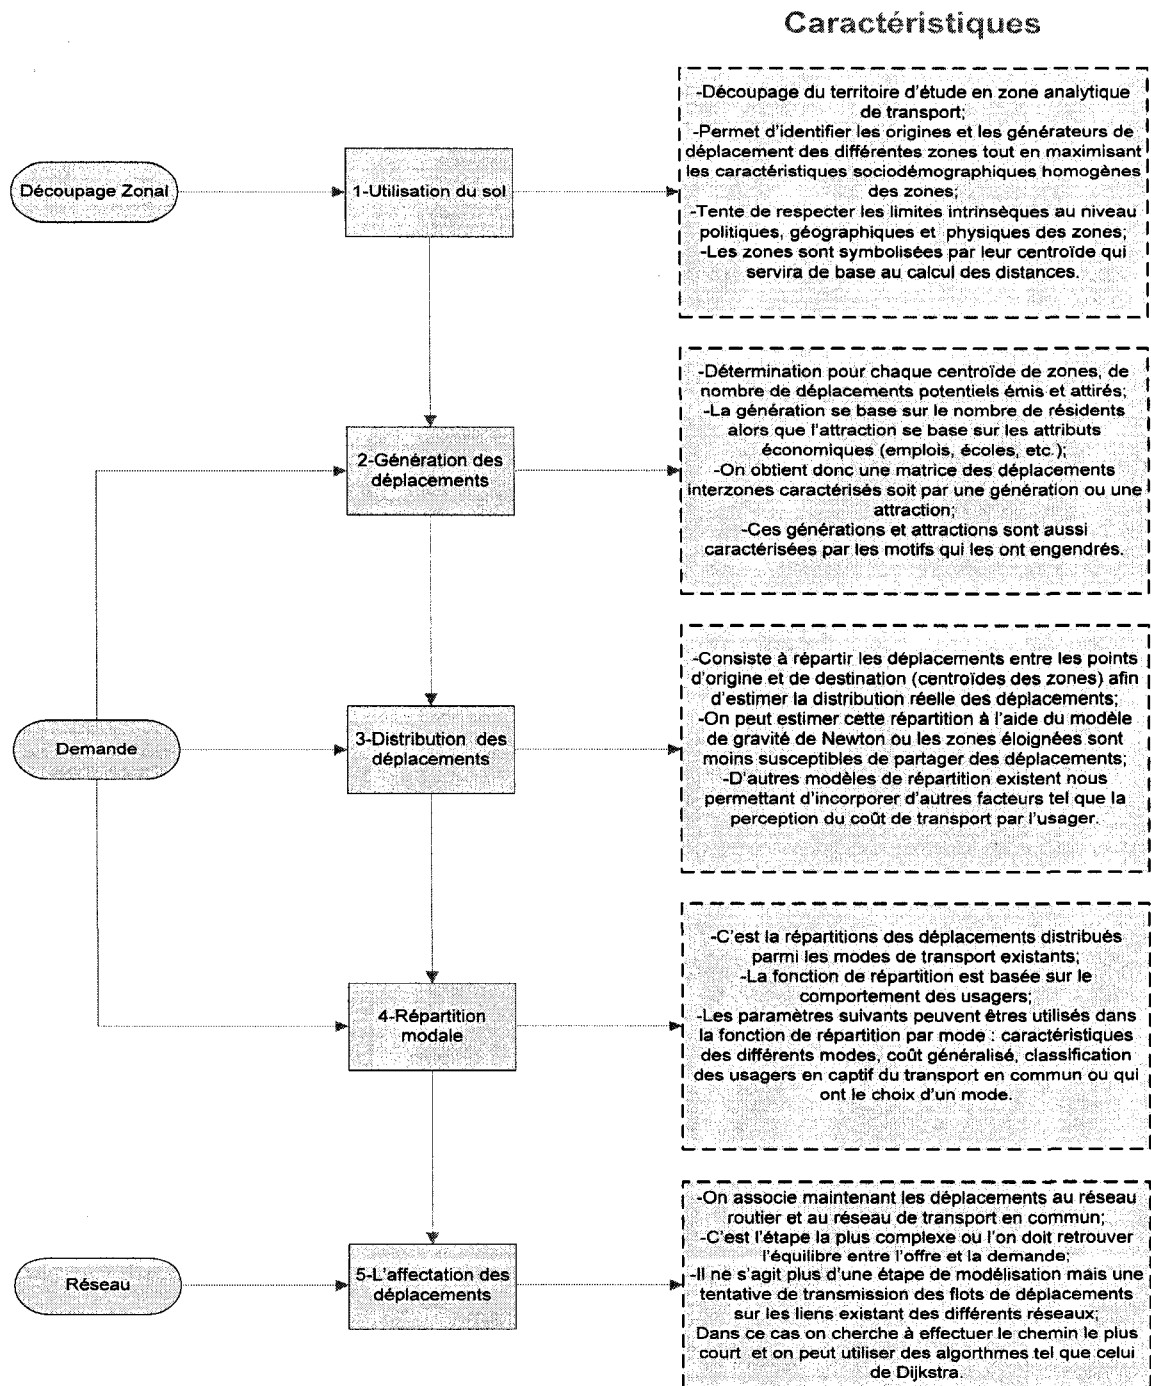 Caractéristiques
Découpage Zonal
1-Utilisation du sol
-Découpage du territoire d'étude en zone analytique
de transport;
-Permet d'identifier les origines et les générateurs de
déplacement des différentes zones tout en maximisant
les caractéristiques sociodémographiques homogènes
des zones;
-Tente de respecter les limites intrinsèques au niveau
politiques, géographiques et physiques des zones;
-Les zones sont symbolisées par leur centroïde qui
servira de base au calcul des distances.
2-Génération des
déplacements
-Détermination pour chaque centroïde de zones, de
nombre de déplacements potentiels émis et attirés;
-La génération se base sur le nombre de résidents
alors que l'attraction se base sur les attributs
économiques (emplois, écoles, etc.);
-On obtient donc une matrice des déplacements
interzones caractérisés soit par une génération ou une
attraction;
-Ces générations et attractions sont aussi
caractérisées par les motifs qui les ont engendrés.
Demande
3-Distribution des
déplacements
-Consiste à répartir les déplacements entre les points
d'origine et de destination (centroïdes des zones) afin
d'estimer la distribution réelle des déplacements;
-On peut estimer cette répartition à l'aide du modèle
de gravité de Newton ou les zones éloignées sont
moins susceptibles de partager des déplacements;
-D'autres modèles de répartition existent nous
permettant d'incorporer d'autres facteurs tel que la
perception du coût de transport par l'usager.
4-Répartition
modale
-C'est la répartitions des déplacements distribués
parmi les modes de transport existants;
-La fonction de répartition est basée sur le
comportement des usagers;
-Les paramètres suivants peuvent êtres utilisés dans
la fonction de répartition par mode : caractéristiques
des différents modes, coût généralisé, classification
des usagers en captif du transport en commun ou qui
ont le choix d'un mode.
Réseau
5-L'affectation des
déplacements
-On associe maintenant les déplacements au réseau
routier et au réseau de transport en commun;
-C'est l'étape la plus complexe ou l'on doit retrouver
l'équilibre entre l'offre et la demande;
-Il ne s'agit plus d'une étape de modélisation mais une
tentative de transmission des flots de déplacements
sur les liens existant des différents réseaux;
Dans ce cas on cherche à effectuer le chemin le plus
court et on peut utiliser des algorthmes tel que celui
de Dijkstra.